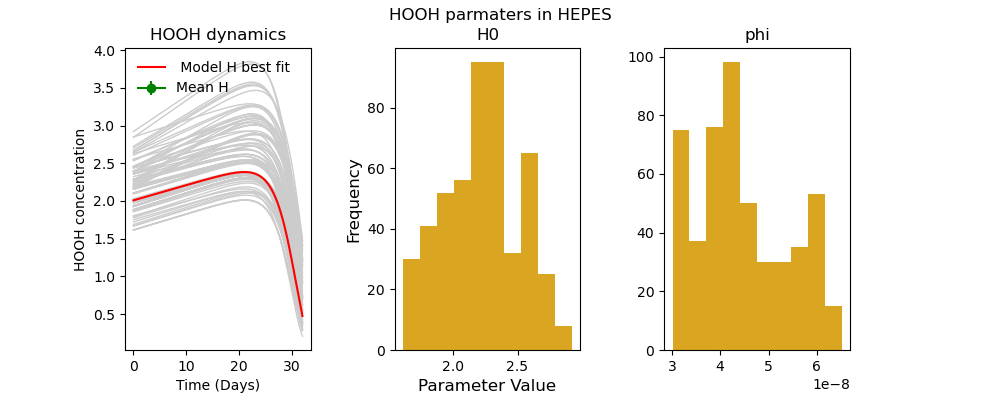 HOOH parmaters in HEPES
HOOH dynamics
H0
phi
Model H best fit
Mean H
HOOH concentration
4.0
3.5
3.0
2.5
2.0
1.5
1.0
0.5
0
10
20
30
Time (Days)
Frequency
80
60
40
20
0
2.0
2.5
Parameter Value
100
80
60
40
20
0
3
4
5
6
1e−8